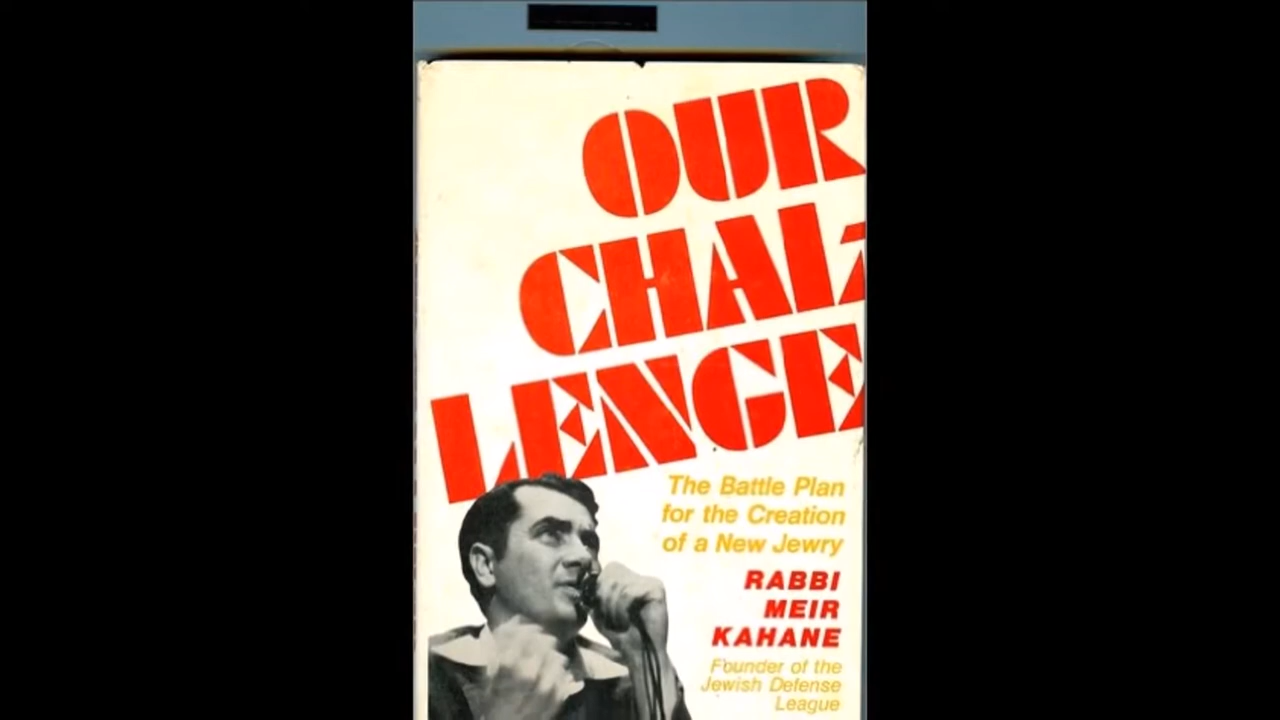 OUR
CHAL-
LENGE
The Battle Plan
for the Creation
of a New Jewry
RABBI
MEIR
KAHANE
Founder of the
Jewish Defense
League